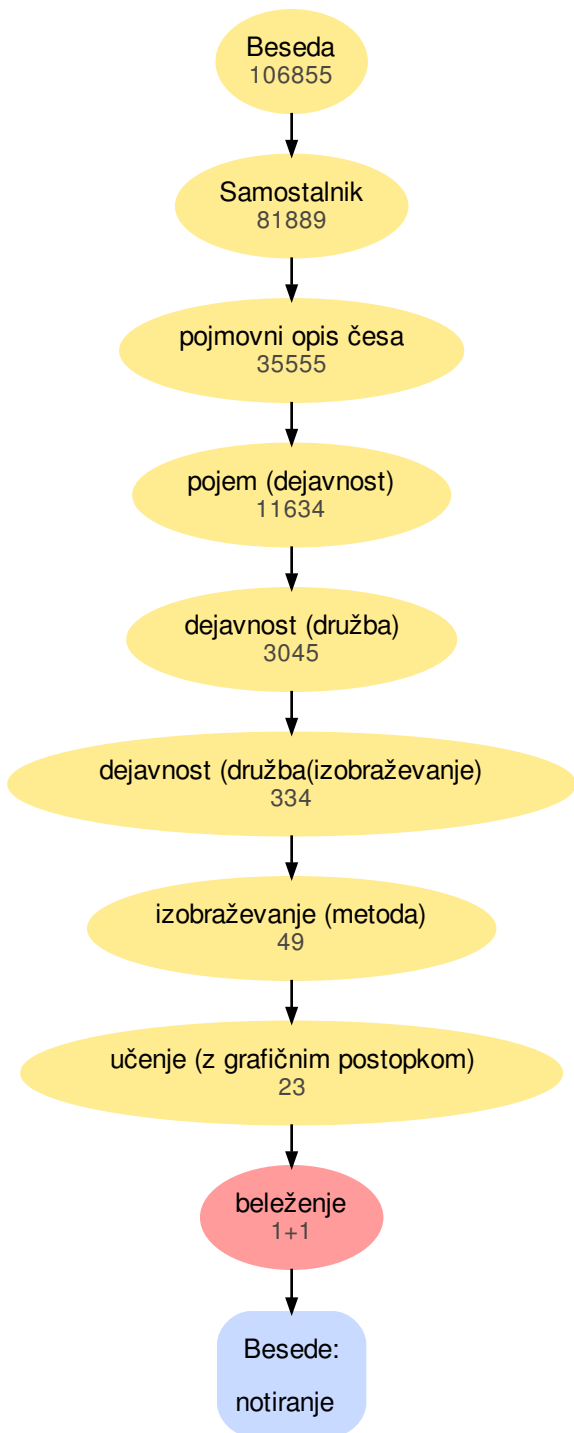 Beseda
106855
Samostalnik
81889
pojmovni opis česa
35555
pojem (dejavnost)
11634
dejavnost (družba)
3045
dejavnost (družba(izobraževanje)
334
izobraževanje (metoda)
49
učenje (z grafičnim postopkom)
23
beleženje
1+1
Besede:
notiranje